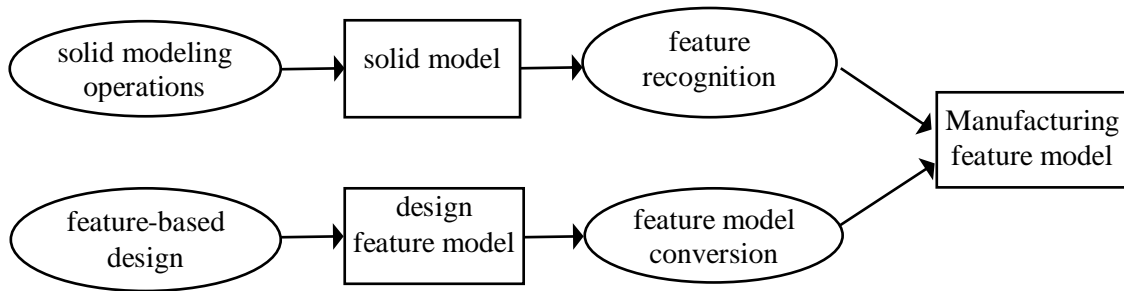 solid modeling
operations
solid model
feature
recognition
Manufacturing
feature model
feature-based
design
design
feature model
feature model
conversion